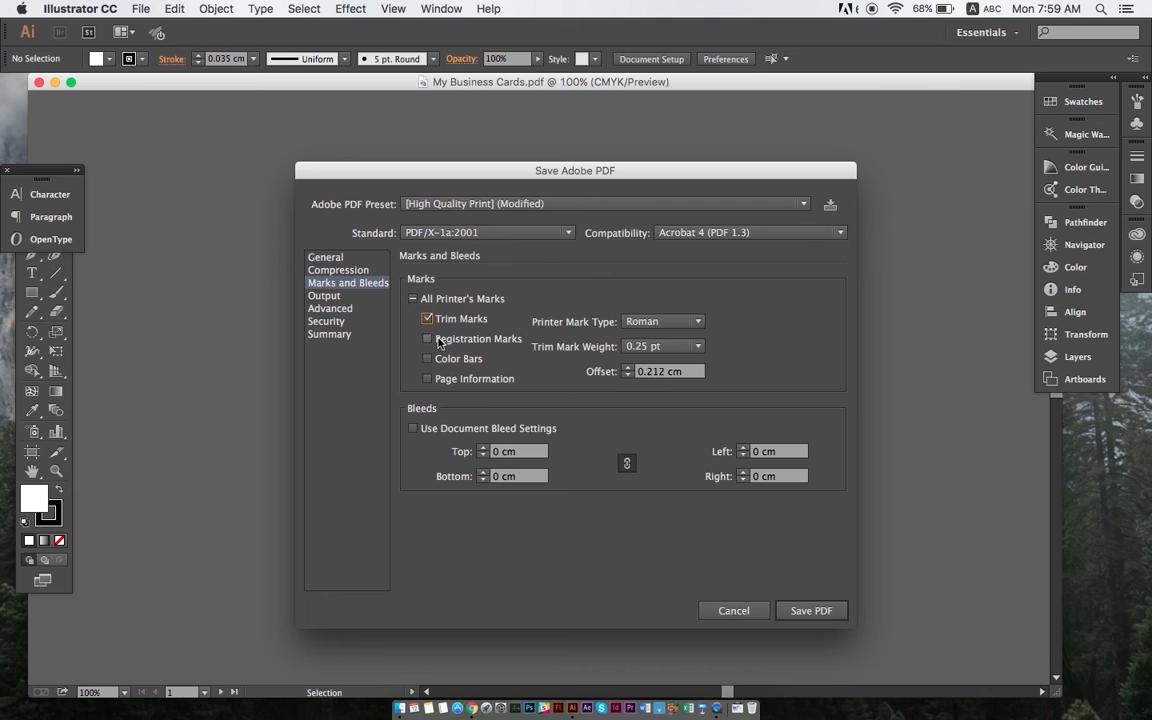 Illustrator CC File Edit Object Type Select Effect View Window Help 68% A ABC Mon 7:59 AM
Ai St Essentials
No Selection Stroke: 0.035 cm Uniform 5 pt. Round Opacity: 100% Style: Document Setup Preferences
My Business Cards.pdf @ 100% (CMYK/Preview)
Character
Paragraph
OpenType
Save Adobe PDF
Adobe PDF Preset: [High Quality Print] (Modified)
Standard: PDF/X-1a:2001 Compatibility: Acrobat 4 (PDF 1.3)
General
Compression
Marks and Bleeds
Output
Advanced
Security
Summary
Marks and Bleeds
Marks
All Printer's Marks
Trim Marks
Registration Marks
Color Bars
Page Information
Printer Mark Type: Roman
Trim Mark Weight: 0.25 pt
Offset: 0.212 cm
Bleeds
Use Document Bleed Settings
Top: 0 cm Left: 0 cm
Bottom: 0 cm Right: 0 cm
Cancel Save PDF
Swatches
Magic Wa...
Color Gui...
Color Th...
Pathfinder
Navigator
Color
Info
Align
Transform
Layers
Artboards
100% 1 Selection